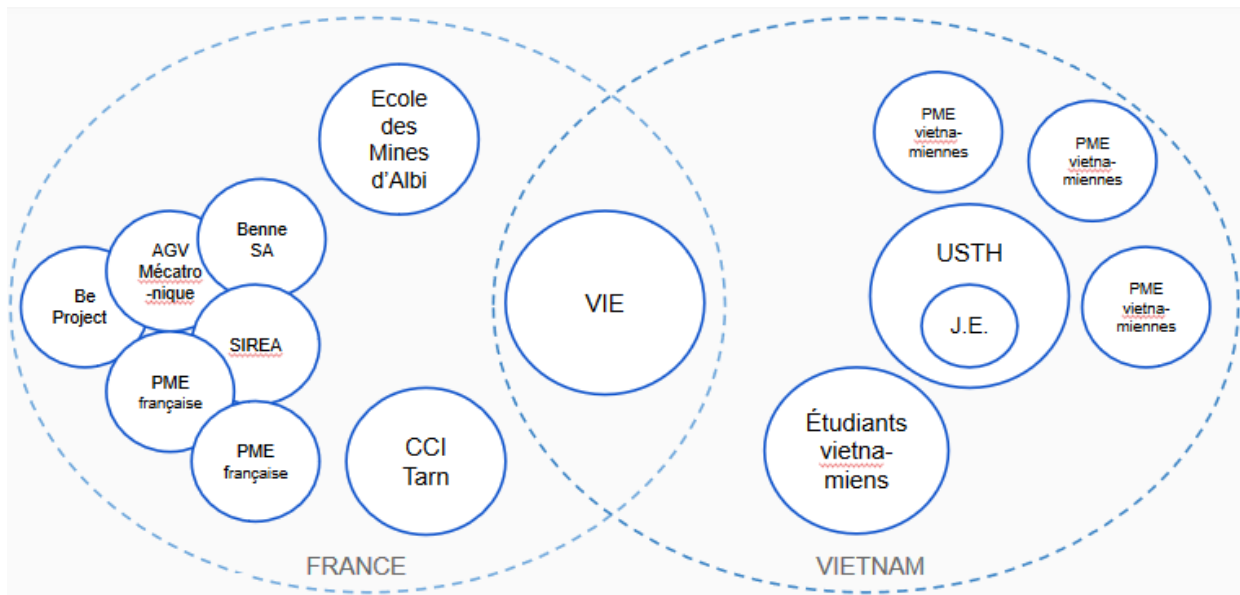 Ecole
des
Mines
d'Albi
Benne
SA
AGV
Mécatro
-nique
Be
Project
SIREA
PME
française
PME
française
CCI
Tarn
FRANCE
VIE
PME
vietna-
miennes
PME
vietna-
miennes
USTH
J.E.
PME
vietna-
miennes
Étudiants
vietna-
miens
VIETNAM